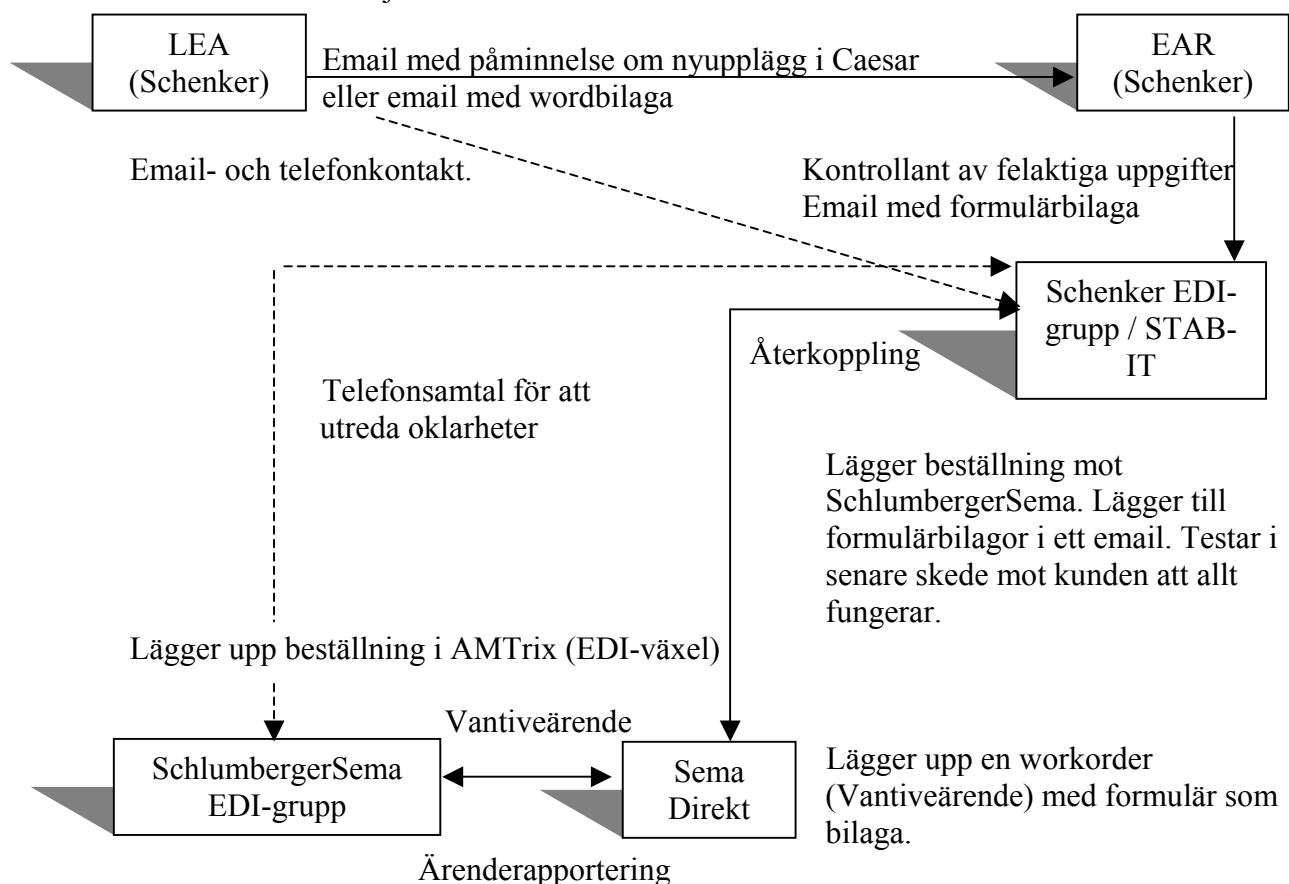 LEA
(Schenker)
Email med påminnelse om nyupplägg i Caesar
eller email med wordbilaga
EAR
(Schenker)
Email- och telefonkontakt.
Kontrollant av felaktiga uppgifter
Email med formulärbilaga
Schenker EDI-
grupp / STAB-
IT
Återkoppling
Telefonsamtal för att
utreda oklarheter
Lägger beställning mot
SchlumbergerSema. Lägger till
formulärbilagor i ett email. Testar i
senare skede mot kunden att allt
fungerar.
Lägger upp beställning i AMTrix (EDI-växel)
Vantiveärende
SchlumbergerSema
EDI-grupp
Sema
Direkt
Lägger upp en workorder
(Vantiveärende) med formulär som
bilaga.
Ärenderapportering